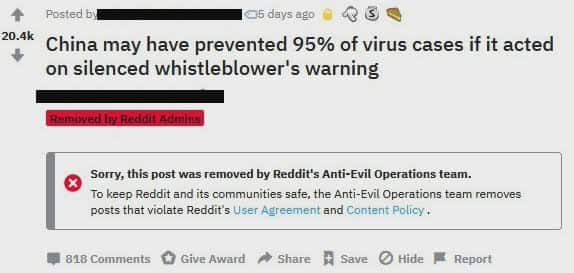 Posted by 5 days ago
20.4k
China may have prevented 95% of virus cases if it acted
on silenced whistleblower's warning
Removed by Reddit Admins
Sorry, this post was removed by Reddit's Anti-Evil Operations team.
To keep Reddit and its communities safe, the Anti-Evil Operations team removes
posts that violate Reddit's User Agreement and Content Policy.
818 Comments Give Award Share Save Hide Report